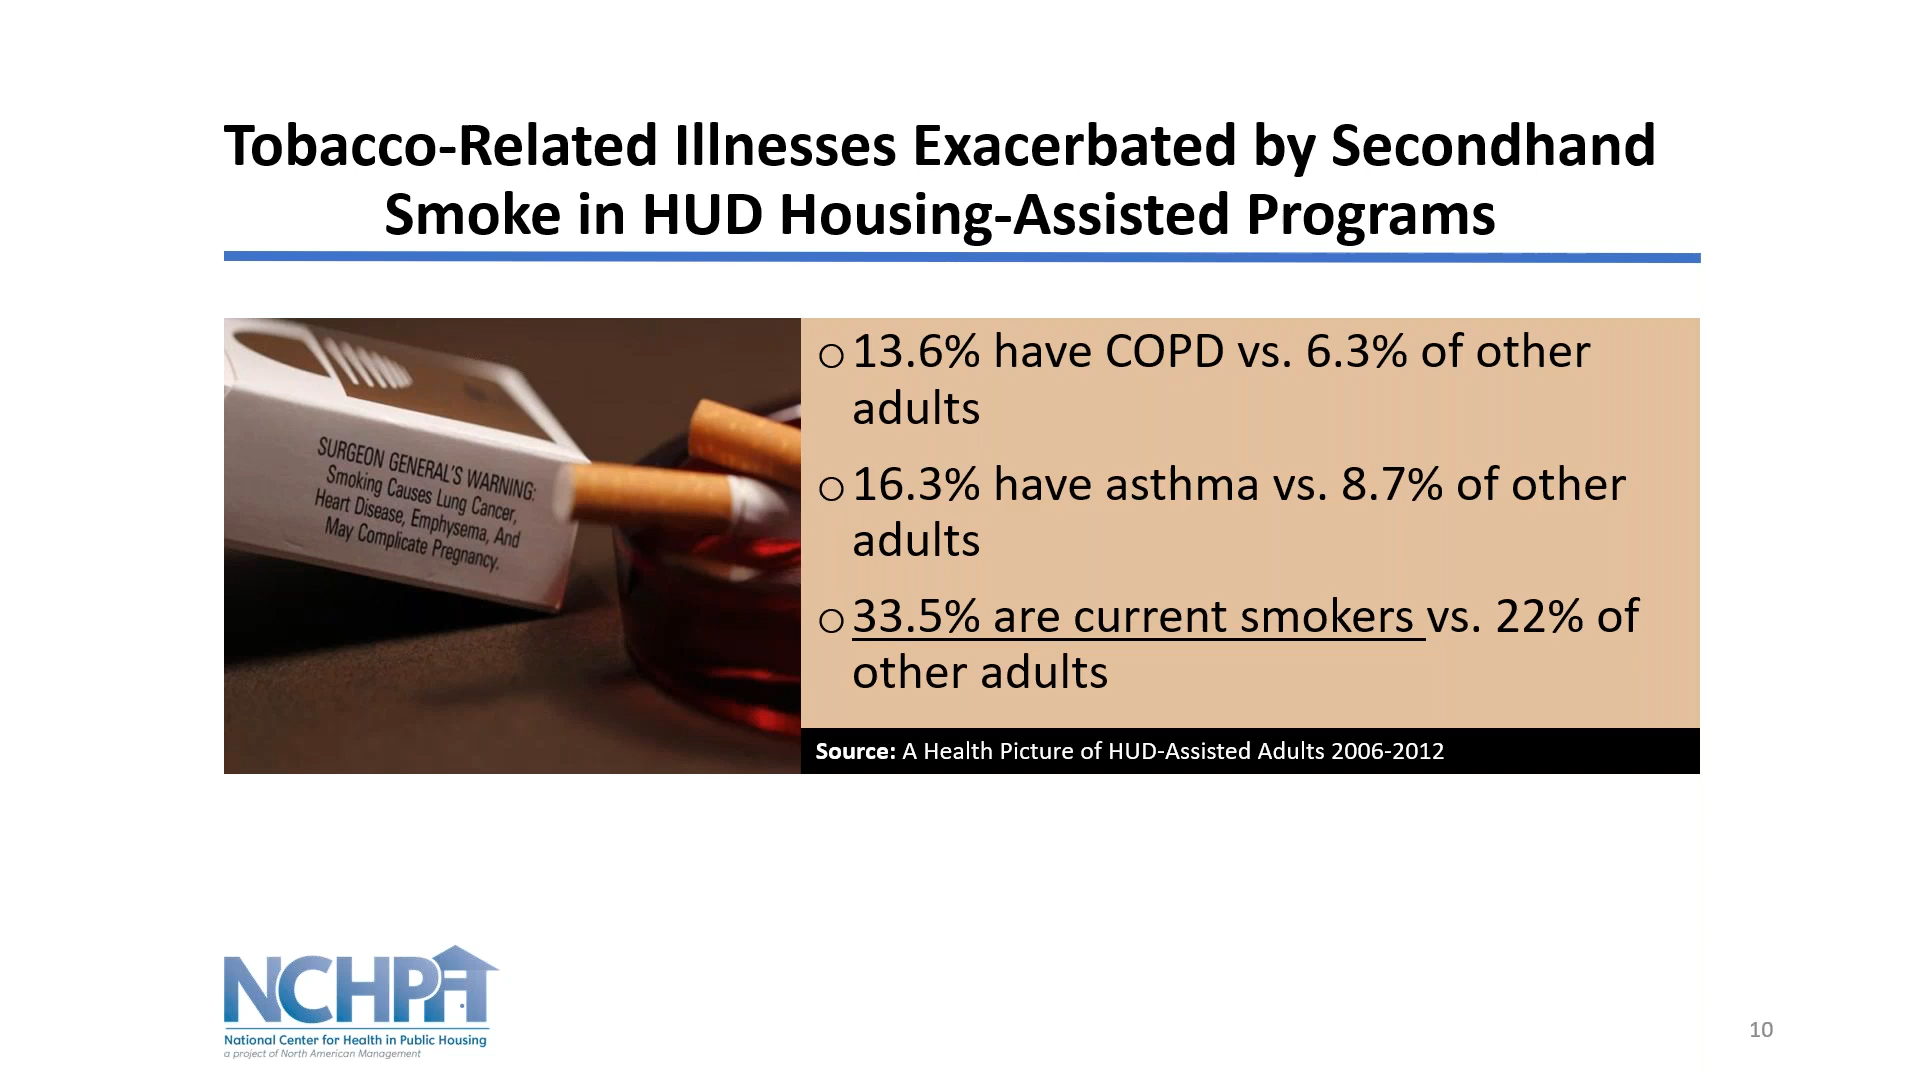 Tobacco-Related Illnesses Exacerbated by Secondhand
Smoke in HUD Housing-Assisted Programs
SURGEON GENERAL'S WARNING:
Smoking Causes Lung Cancer,
Heart Disease, Emphysema, And
May Complicate Pregnancy.
○ 13.6% have COPD vs. 6.3% of other
adults
○ 16.3% have asthma vs. 8.7% of other
adults
○ 33.5% are current smokers vs. 22% of
other adults
Source: A Health Picture of HUD-Assisted Adults 2006-2012
NCHPH
National Center for Health in Public Housing
a project of North American Management
10